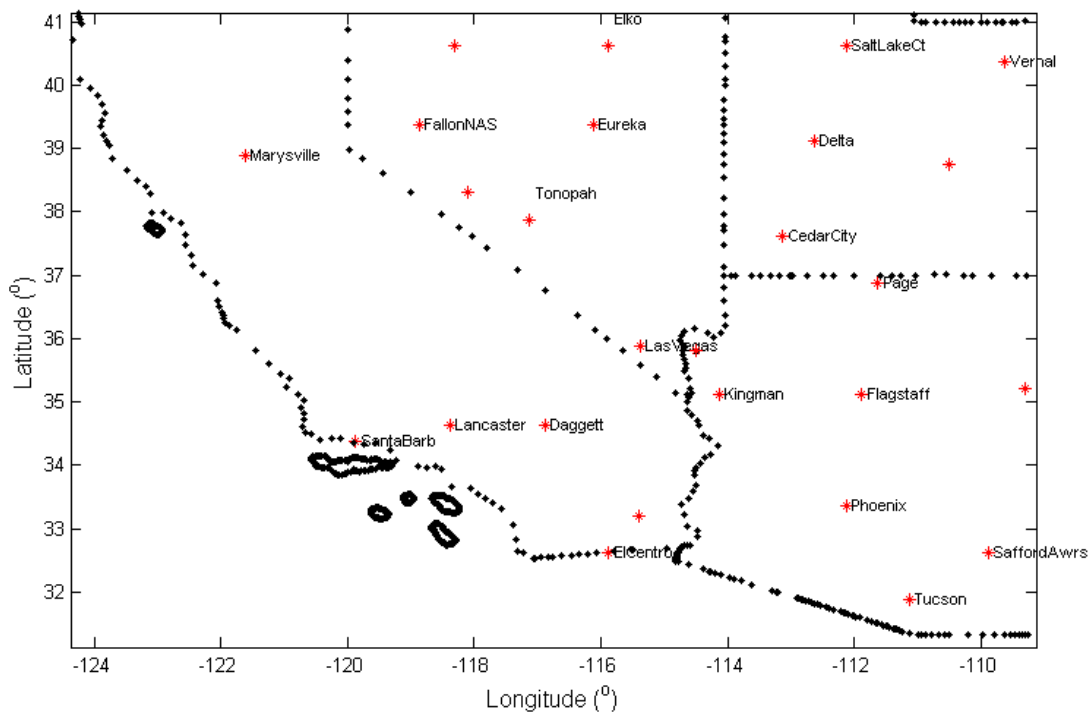 41
Elko
SaltLakeCt
Vernal
40
FallonNAS
Eureka
Delta
39
Marysville
Tonopah
38
CedarCity
37
Page
36
LasVegas
Latitude (º)
35
Kingman
Flagstaff
Lancaster
Daggett
SantaBarb
34
Phoenix
33
ElCentro
SaffordAwrs
32
Tucson
-124
-122
-120
-118
-116
-114
-112
-110
Longitude (º)